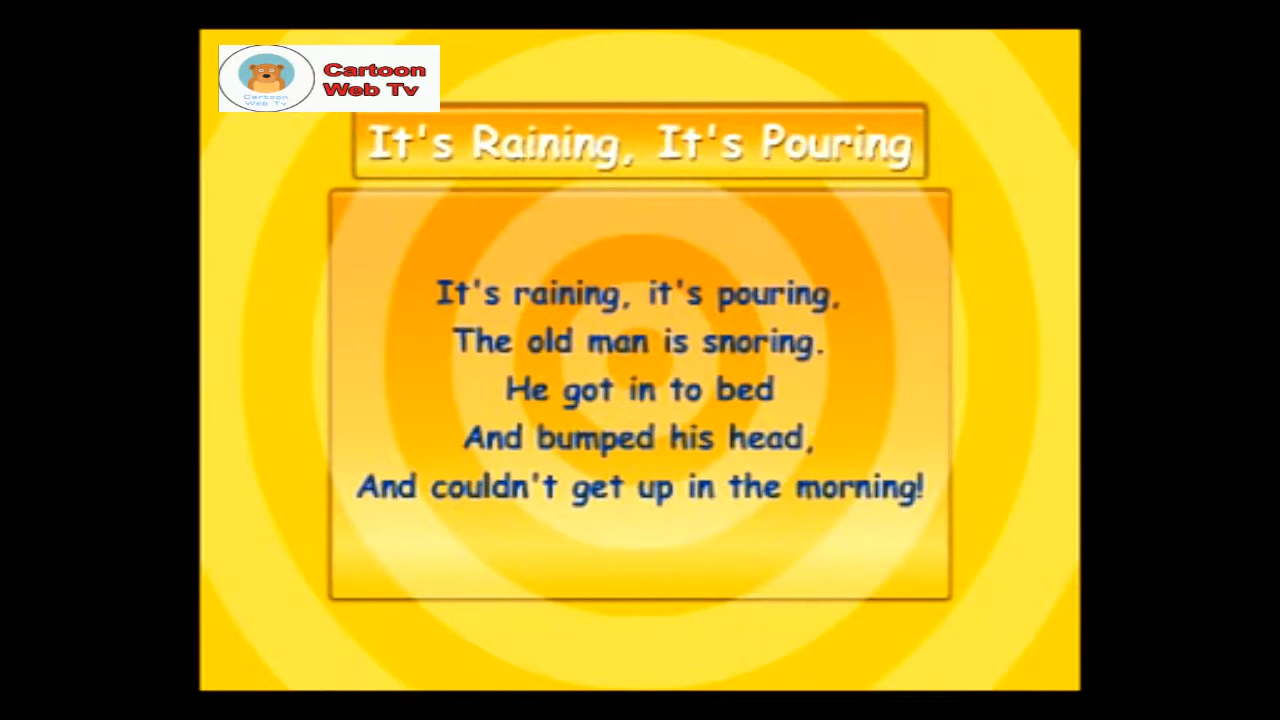 Cartoon
Web Tv
Cartoon
Web Tv
It's Raining, It's Pouring
It's raining, it's pouring,
The old man is snoring.
He got in to bed
And bumped his head,
And couldn't get up in the morning!